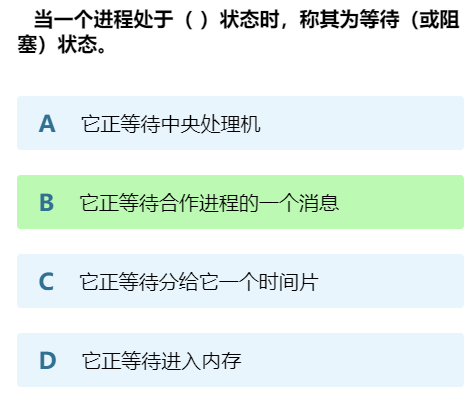 当一个进程处于（ ）状态时，称其为等待（或阻
塞）状态。
A 它正等待中央处理机
B 它正等待合作进程的一个消息
C 它正等待分给它一个时间片
D 它正等待进入内存